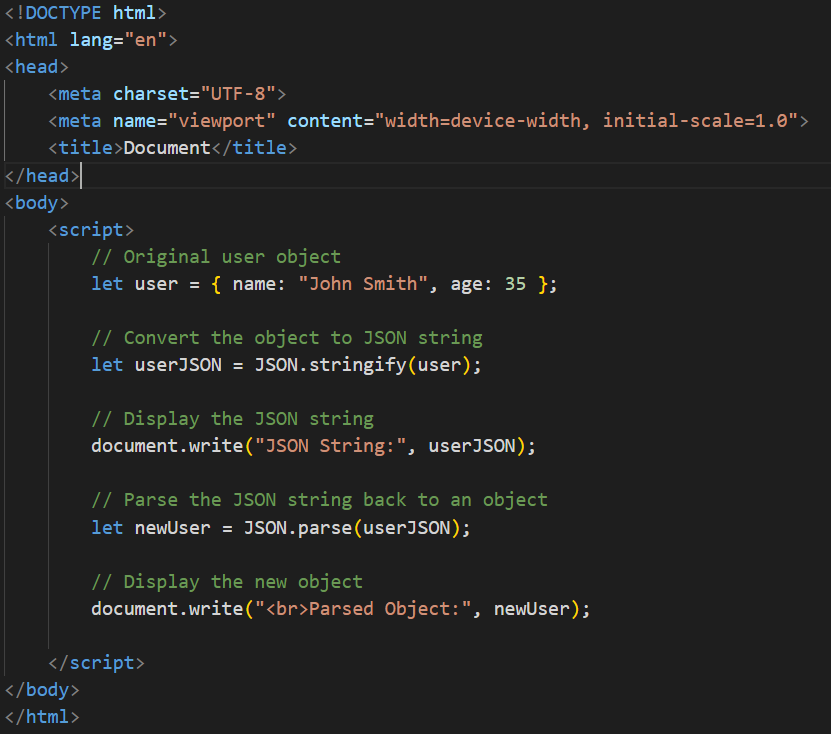 <!DOCTYPE html>
<html lang="en">
<head>
    <meta charset="UTF-8">
    <meta name="viewport" content="width=device-width, initial-scale=1.0">
    <title>Document</title>
</head>
<body>
    <script>
        // Original user object
        let user = { name: "John Smith", age: 35 };

        // Convert the object to JSON string
        let userJSON = JSON.stringify(user);

        // Display the JSON string
        document.write("JSON String:", userJSON);

        // Parse the JSON string back to an object
        let newUser = JSON.parse(userJSON);

        // Display the new object
        document.write("<br>Parsed Object:", newUser);

    </script>
</body>
</html>